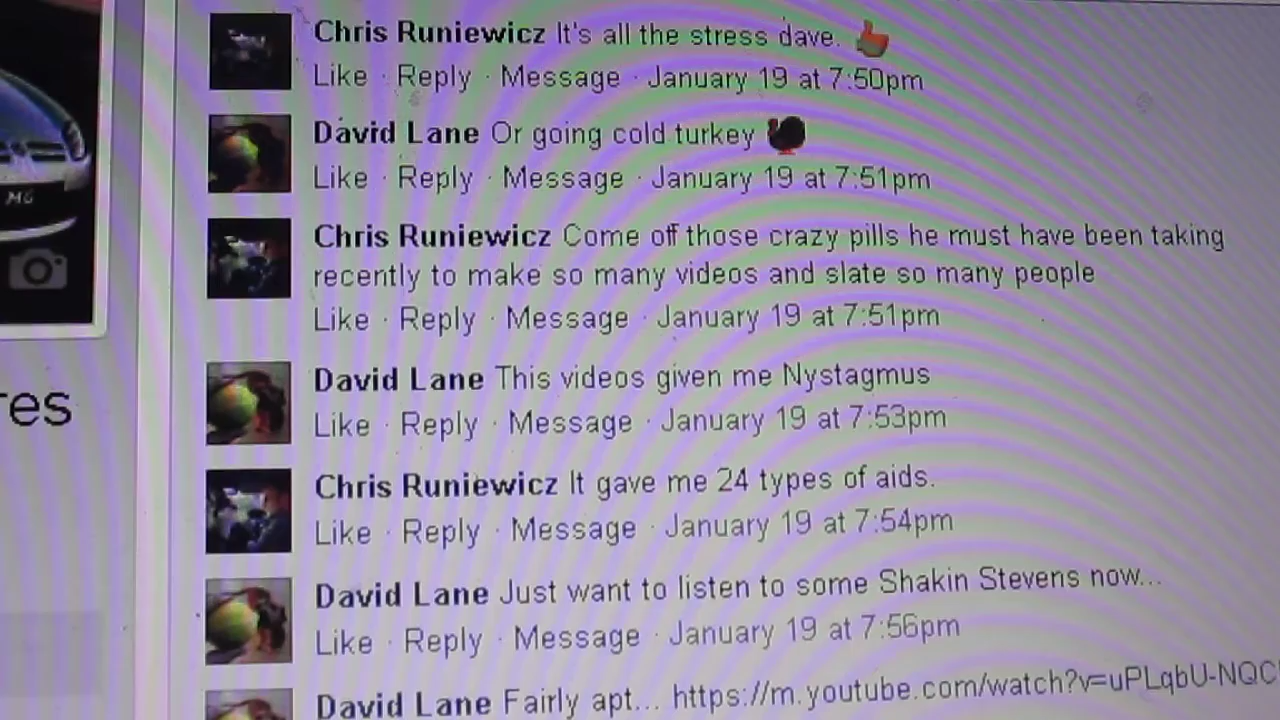 Chris Runiewicz It's all the stress dave. 👍
Like · Reply · Message · January 19 at 7:50pm
David Lane Or going cold turkey 🦃
Like · Reply · Message · January 19 at 7:51pm
MG
Chris Runiewicz Come off those crazy pills he must have been taking
recently to make so many videos and slate so many people
Like · Reply · Message · January 19 at 7:51pm
David Lane This videos given me Nystagmus
res
Like · Reply · Message · January 19 at 7:53pm
Chris Runiewicz It gave me 24 types of aids.
Like · Reply · Message · January 19 at 7:54pm
David Lane Just want to listen to some Shakin Stevens now...
Like · Reply · Message · January 19 at 7:56pm
David Lane Fairly apt... https://m.youtube.com/watch?v=uPLqbU-NQC